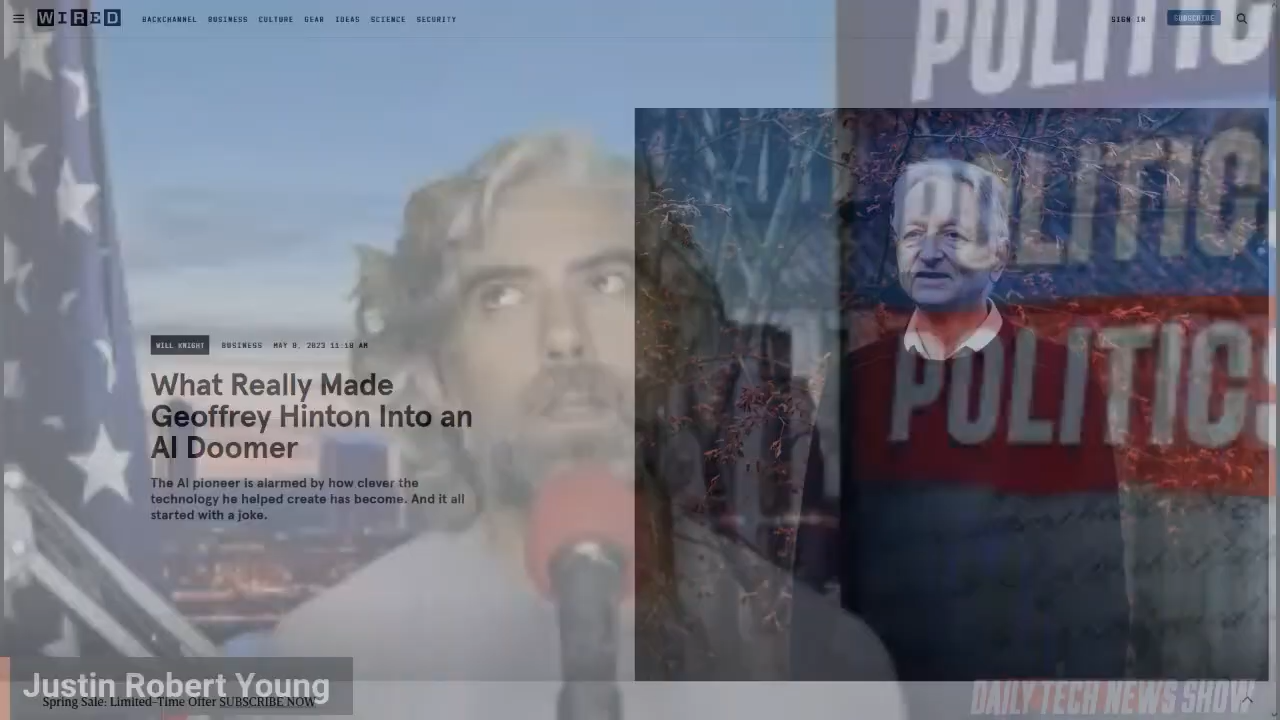 WIRED
BACKCHANNEL BUSINESS CULTURE GEAR IDEAS SCIENCE SECURITY
SIGN IN
SUBSCRIBE
POLITIC
POLITIC
POLITICS
WILL KNIGHT BUSINESS MAY 8, 2023 11:18 AM
What Really Made
Geoffrey Hinton Into an
AI Doomer
The AI pioneer is alarmed by how clever the
technology he helped create has become. And it all
started with a joke.
Justin Robert Young
Spring Sale: Limited-Time Offer SUBSCRIBE NOW
DAILY TECH NEWS SHOW